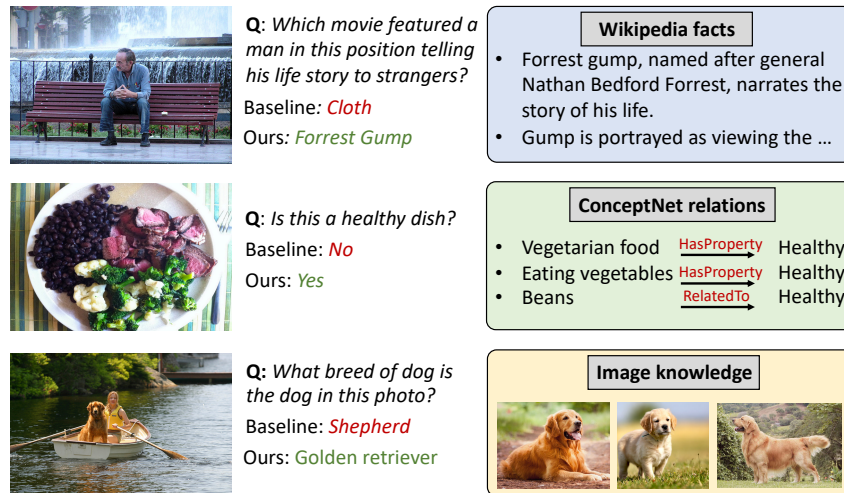 Q: Which movie featured a
man in this position telling
his life story to strangers?
Baseline: Cloth
Ours: Forrest Gump
Wikipedia facts
• Forrest gump, named after general
Nathan Bedford Forrest, narrates the
story of his life.
• Gump is portrayed as viewing the ...
Q: Is this a healthy dish?
Baseline: No
Ours: Yes
ConceptNet relations
• Vegetarian food HasProperty Healthy
• Eating vegetables HasProperty Healthy
• Beans RelatedTo Healthy
Q: What breed of dog is
the dog in this photo?
Baseline: Shepherd
Ours: Golden retriever
Image knowledge